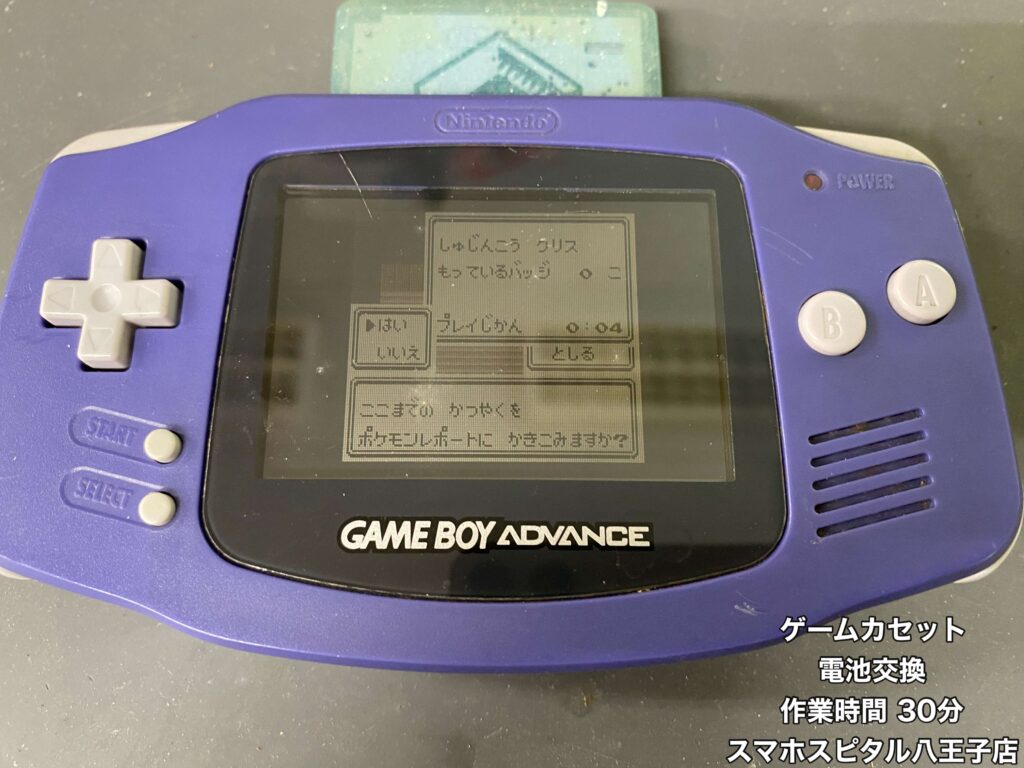 Nintendo
POWER
しゅじんこう クリス
もっているバッジ 0 こ
▶はい
プレイじかん 0:04
いいえ
としる
ここまでの かつやくを
ポケモンレポートに かきこみますか?
A
B
START
SELECT
GAME BOY ADVANCE
ゲームカセット
電池交換
作業時間 30分
スマホスピタル八王子店